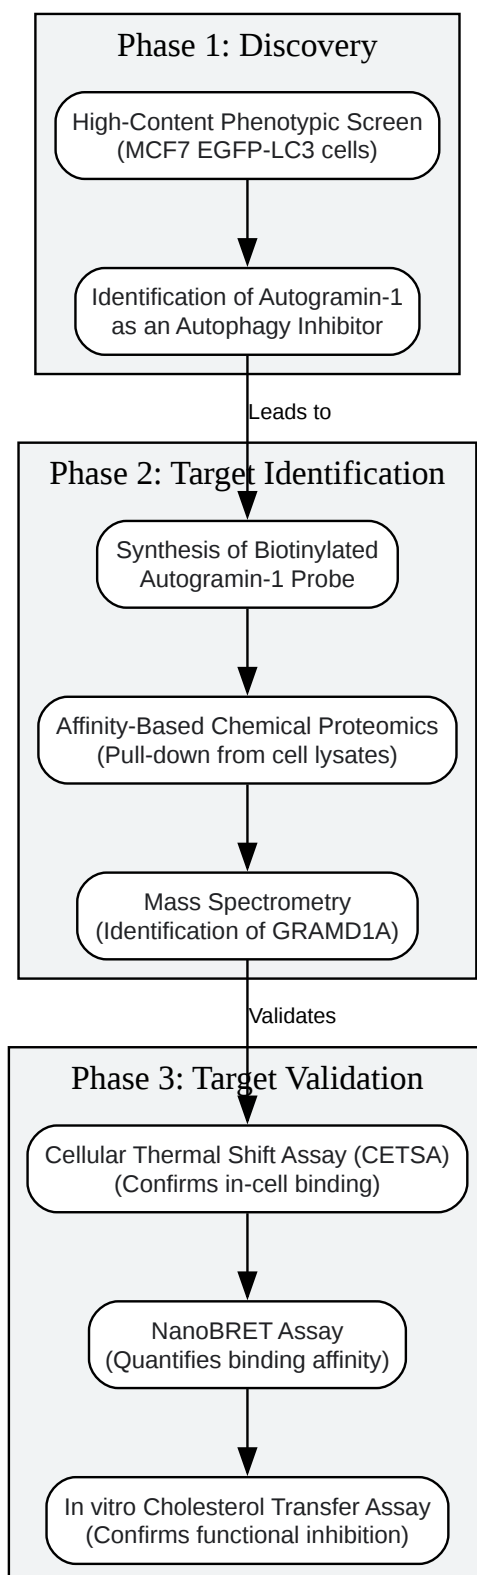 Phase 1: Discovery
High-Content Phenotypic Screen
(MCF7 EGFP-LC3 cells)
Identification of Autogramin-1
as an Autophagy Inhibitor
Leads to
Phase 2: Target Identification
Synthesis of Biotinylated
Autogramin-1 Probe
Affinity-Based Chemical Proteomics
(Pull-down from cell lysates)
Mass Spectrometry
(Identification of GRAMD1A)
Validates
Phase 3: Target Validation
Cellular Thermal Shift Assay (CETSA)
(Confirms in-cell binding)
NanoBRET Assay
(Quantifies binding affinity)
In vitro Cholesterol Transfer Assay
(Confirms functional inhibition)